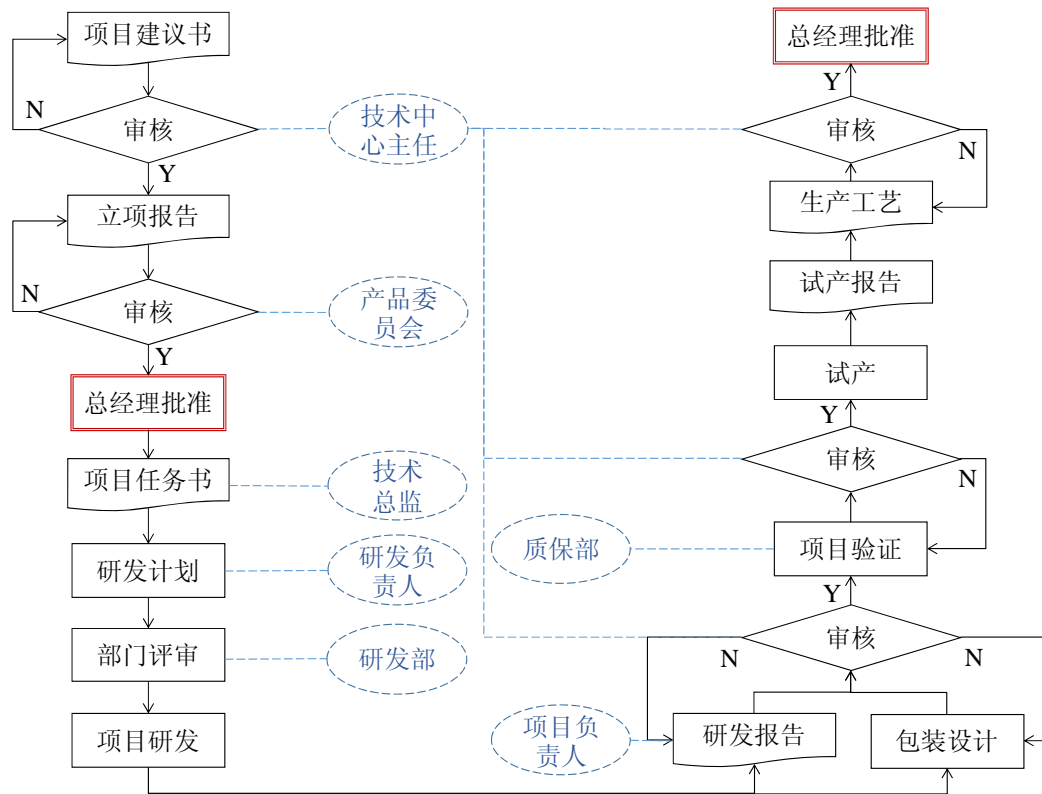 项目建议书
N
审核
技术中
心主任
Y
立项报告
N
审核
产品委
员会
Y
总经理批准
项目任务书
技术
总监
研发计划
研发负
责人
部门评审
研发部
项目研发
总经理批准
Y
审核
N
生产工艺
试产报告
试产
Y
审核
N
质保部
项目验证
Y
审核
N
N
项目负
责人
研发报告
包装设计